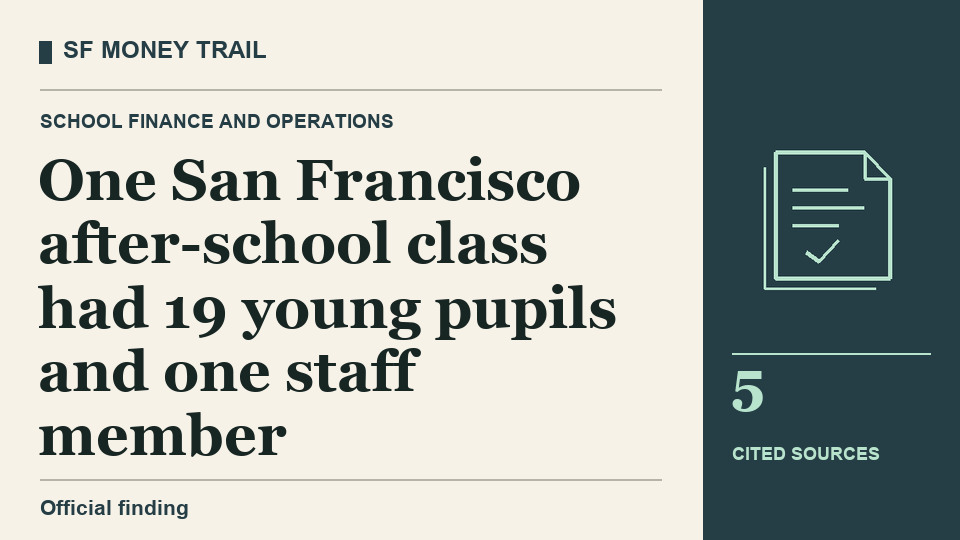 SF MONEY TRAIL
SCHOOL FINANCE AND OPERATIONS
One San Francisco
after-school class
had 19 young pupils
and one staff
member
Official finding
5
CITED SOURCES